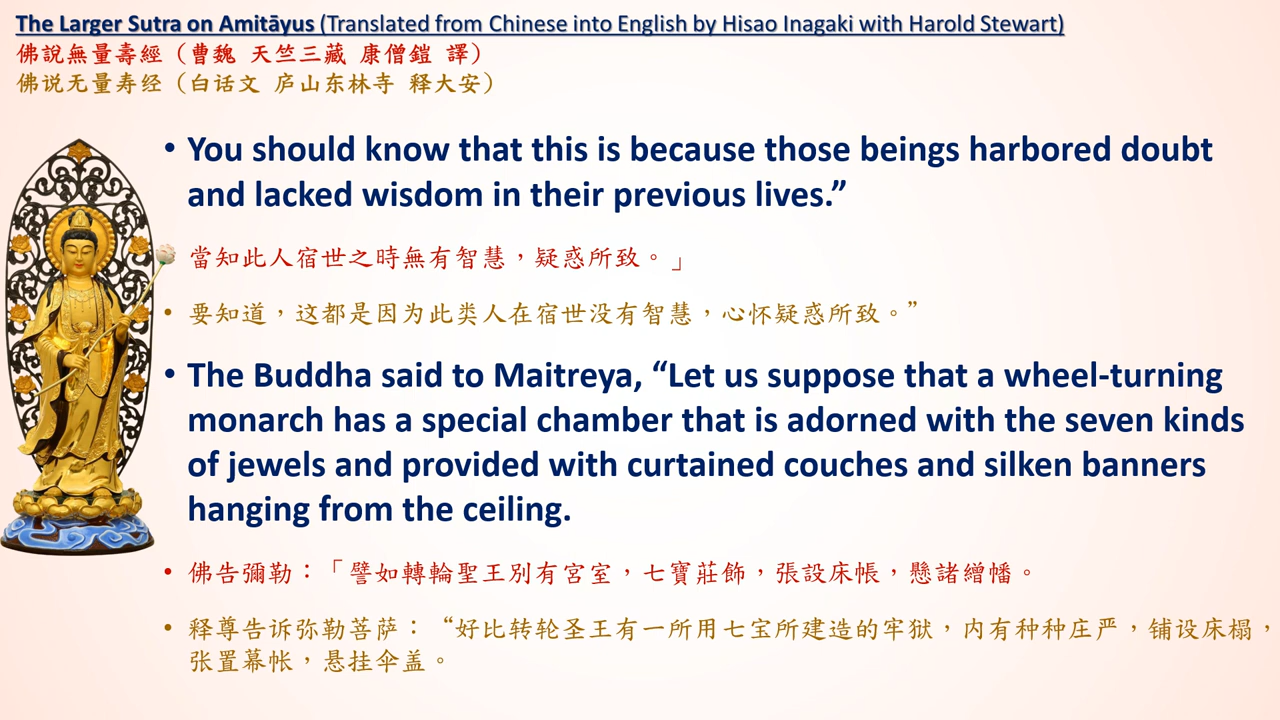 The Larger Sutra on Amitāyus (Translated from Chinese into English by Hisao Inagaki with Harold Stewart)
佛說無量壽經（曹魏 天竺三藏 康僧鎧 譯）
佛说无量寿经（白话文 庐山东林寺 释大安）
• You should know that this is because those beings harbored doubt
and lacked wisdom in their previous lives.”
當知此人宿世之時無有智慧，疑惑所致。」
• 要知道，这都是因为此类人在宿世没有智慧，心怀疑惑所致。”
• The Buddha said to Maitreya, “Let us suppose that a wheel-turning
monarch has a special chamber that is adorned with the seven kinds
of jewels and provided with curtained couches and silken banners
hanging from the ceiling.
• 佛告彌勒：「譬如轉輪聖王別有宮室，七寶莊飾，張設床帳，懸諸繒幡。
• 释尊告诉弥勒菩萨： “好比转轮圣王有一所用七宝所建造的牢狱，内有种种庄严，铺设床榻，
张置幕帐，悬挂伞盖。